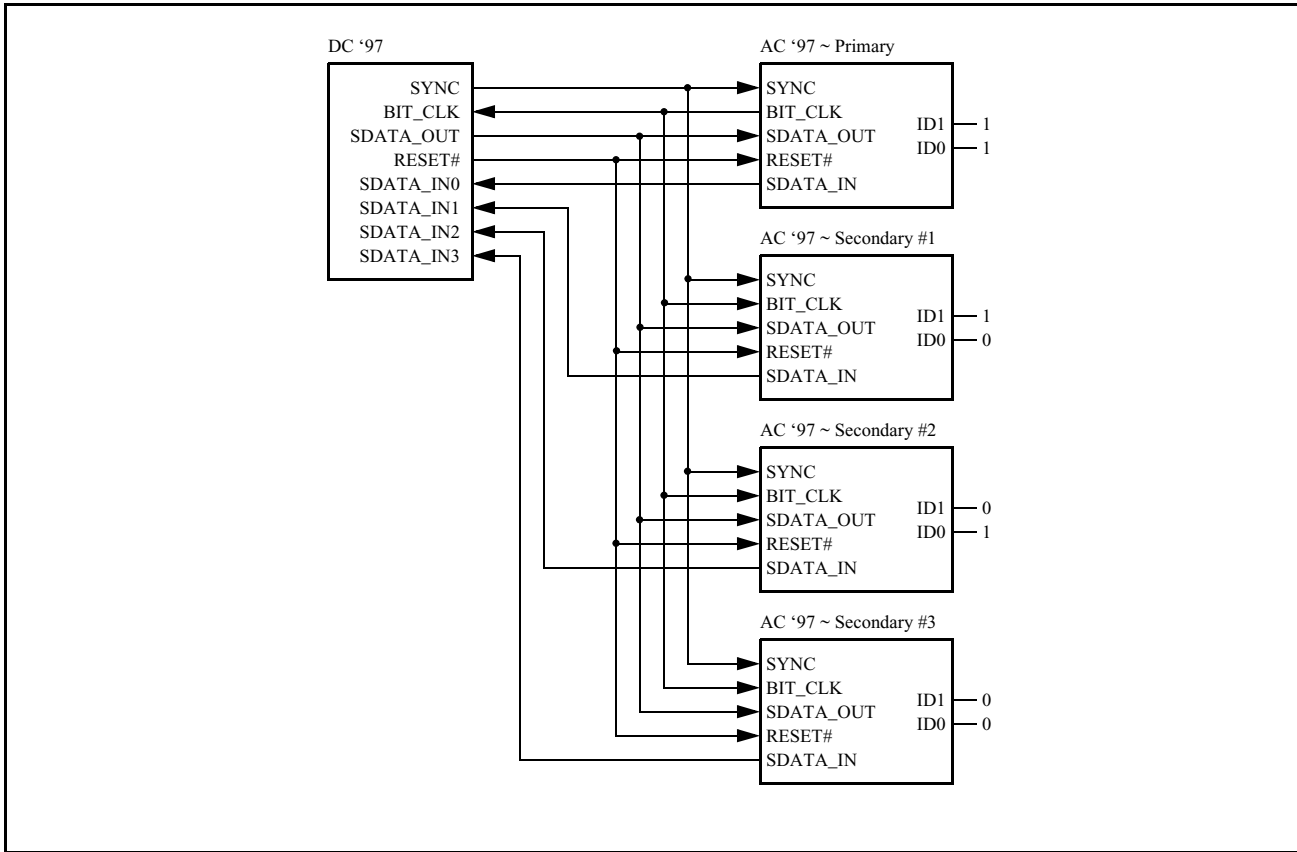 DC ‘97
SYNC
BIT_CLK
SDATA_OUT
RESET#
SDATA_IN0
SDATA_IN1
SDATA_IN2
SDATA_IN3
AC ‘97 ~ Primary
SYNC
BIT_CLK
SDATA_OUT
RESET#
SDATA_IN
ID1 1
ID0 1
AC ‘97 ~ Secondary #1
SYNC
BIT_CLK
SDATA_OUT
RESET#
SDATA_IN
ID1 1
ID0 0
AC ‘97 ~ Secondary #2
SYNC
BIT_CLK
SDATA_OUT
RESET#
SDATA_IN
ID1 0
ID0 1
AC ‘97 ~ Secondary #3
SYNC
BIT_CLK
SDATA_OUT
RESET#
SDATA_IN
ID1 0
ID0 0